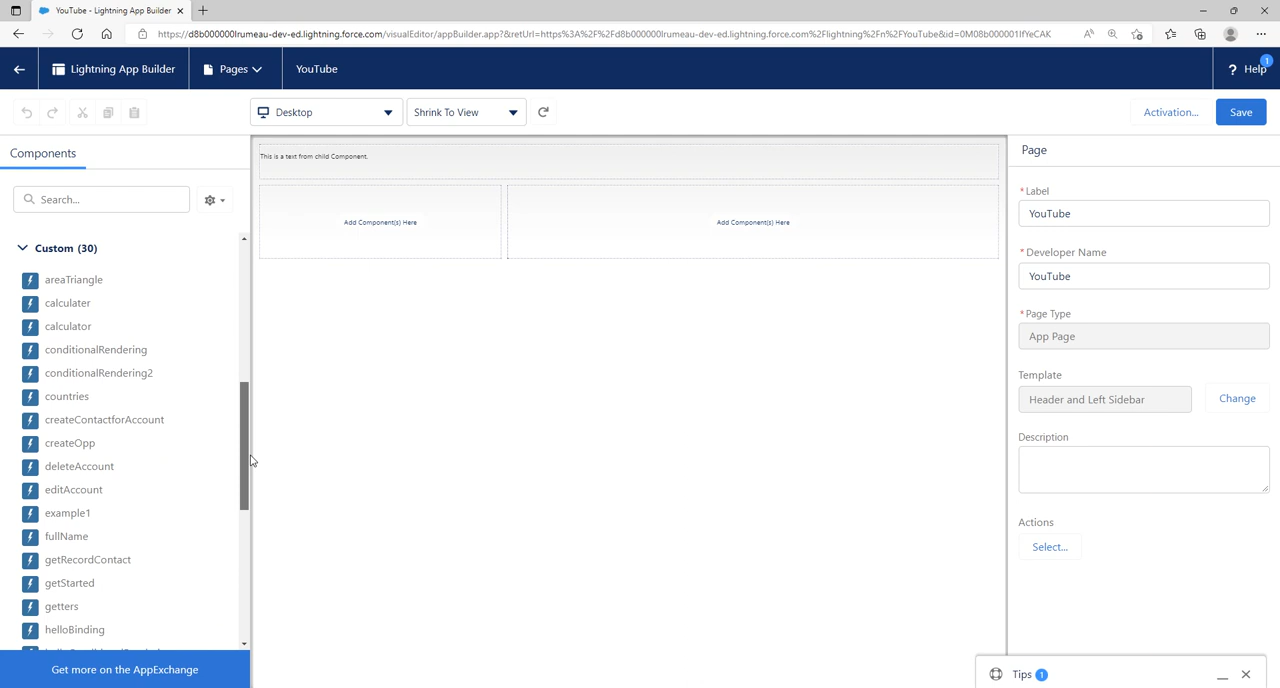 YouTube - Lightning App Builder
https://d8b000000lrumeau-dev-ed.lightning.force.com/visualEditor/appBuilder.app?&retUrl=https%3A%2F%2Fd8b000000lrumeau-dev-ed.lightning.force.com%2Flightning%2Fn%2FYouTube&id=0M08b000001IfYeCAK
Lightning App Builder
Pages
YouTube
? Help
1
Desktop
Shrink To View
Activation...
Save
Components
Search...
Custom (30)
areaTriangle
calculater
calculator
conditionalRendering
conditionalRendering2
countries
createContactforAccount
createOpp
deleteAccount
editAccount
example1
fullName
getRecordContact
getStarted
getters
helloBinding
Get more on the AppExchange
This is a text from child Component.
Add Component(s) Here
Add Component(s) Here
Page
* Label
YouTube
* Developer Name
YouTube
* Page Type
App Page
Template
Header and Left Sidebar
Change
Description
Actions
Select...
Tips 1